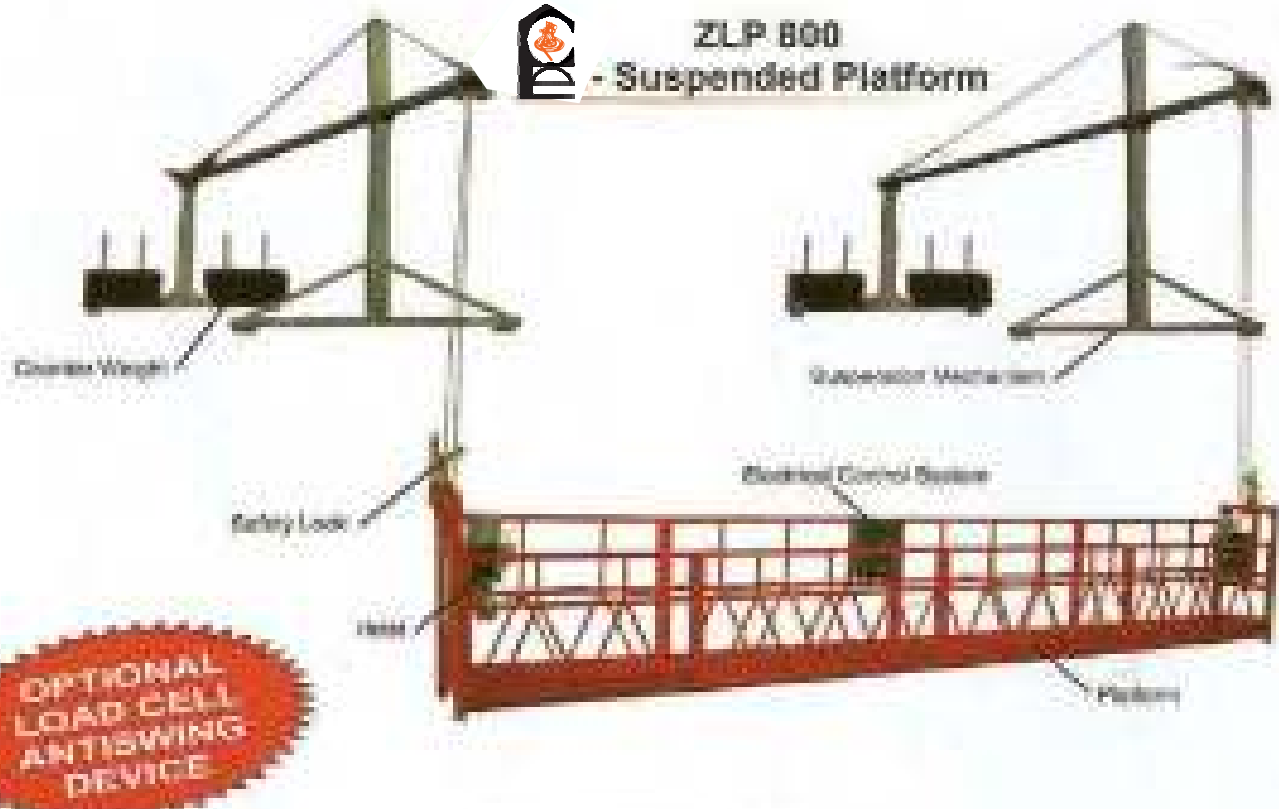 ZLP 800
- Suspended Platform
Counter Weight
Suspension Mechanism
Electrical Control System
Safety Lock
Hoist
Platform
OPTIONAL
LOAD CELL
ANTISWING
DEVICE